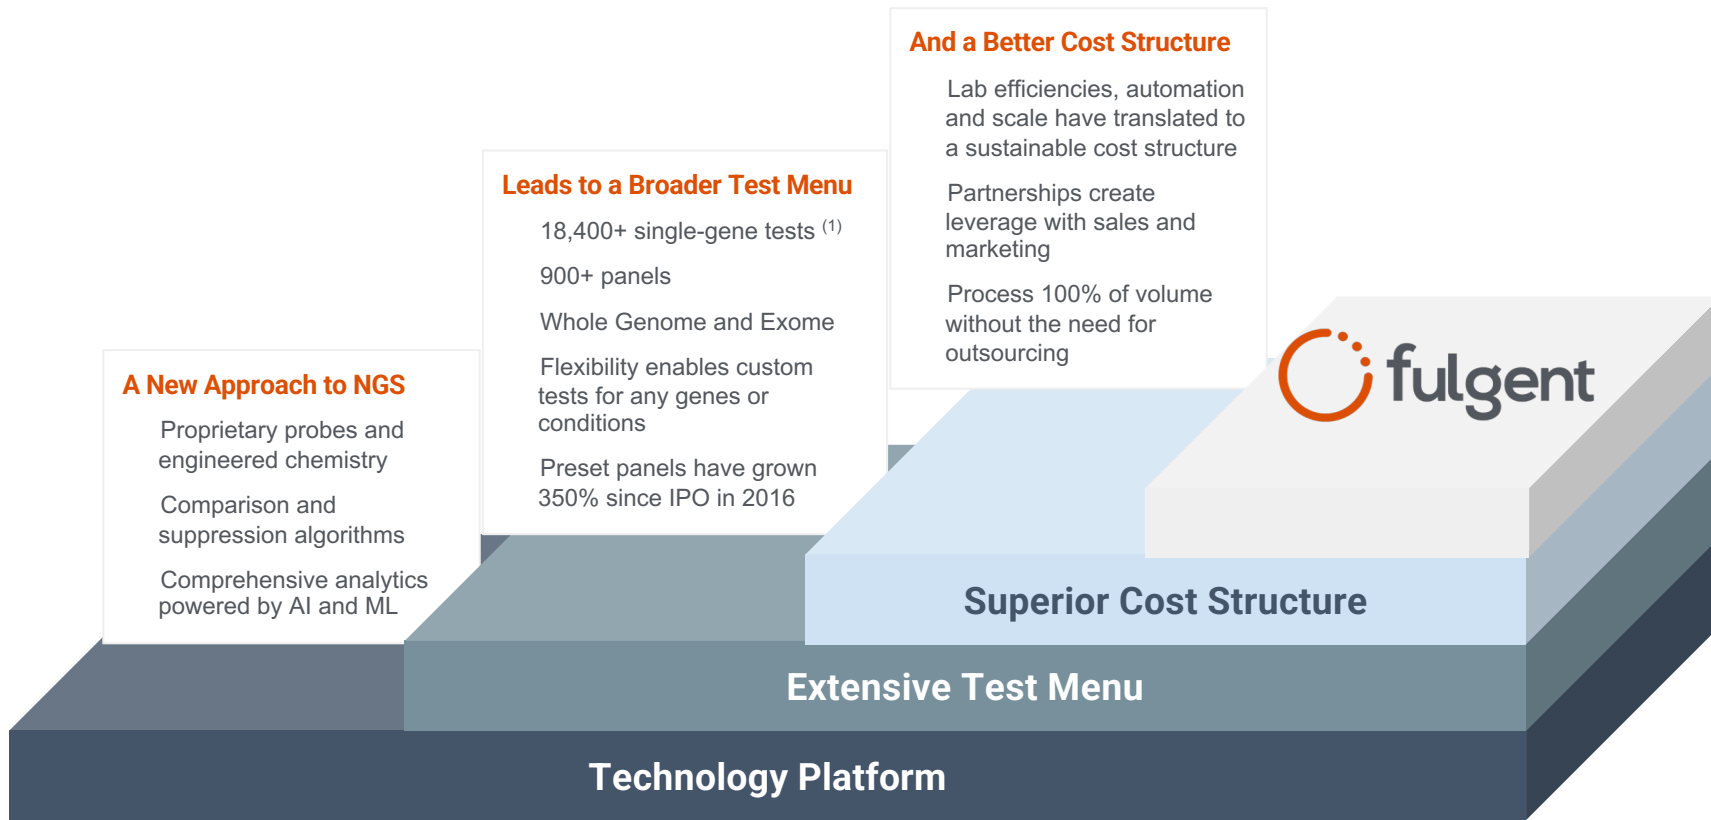 A New Approach to NGS
Proprietary probes and
engineered chemistry
Comparison and
suppression algorithms
Comprehensive analytics
powered by AI and ML
Leads to a Broader Test Menu
18,400+ single-gene tests (1)
900+ panels
Whole Genome and Exome
Flexibility enables custom
tests for any genes or
conditions
Preset panels have grown
350% since IPO in 2016
And a Better Cost Structure
Lab efficiencies, automation
and scale have translated to
a sustainable cost structure
Partnerships create
leverage with sales and
marketing
Process 100% of volume
without the need for
outsourcing
fulgent
Superior Cost Structure
Extensive Test Menu
Technology Platform